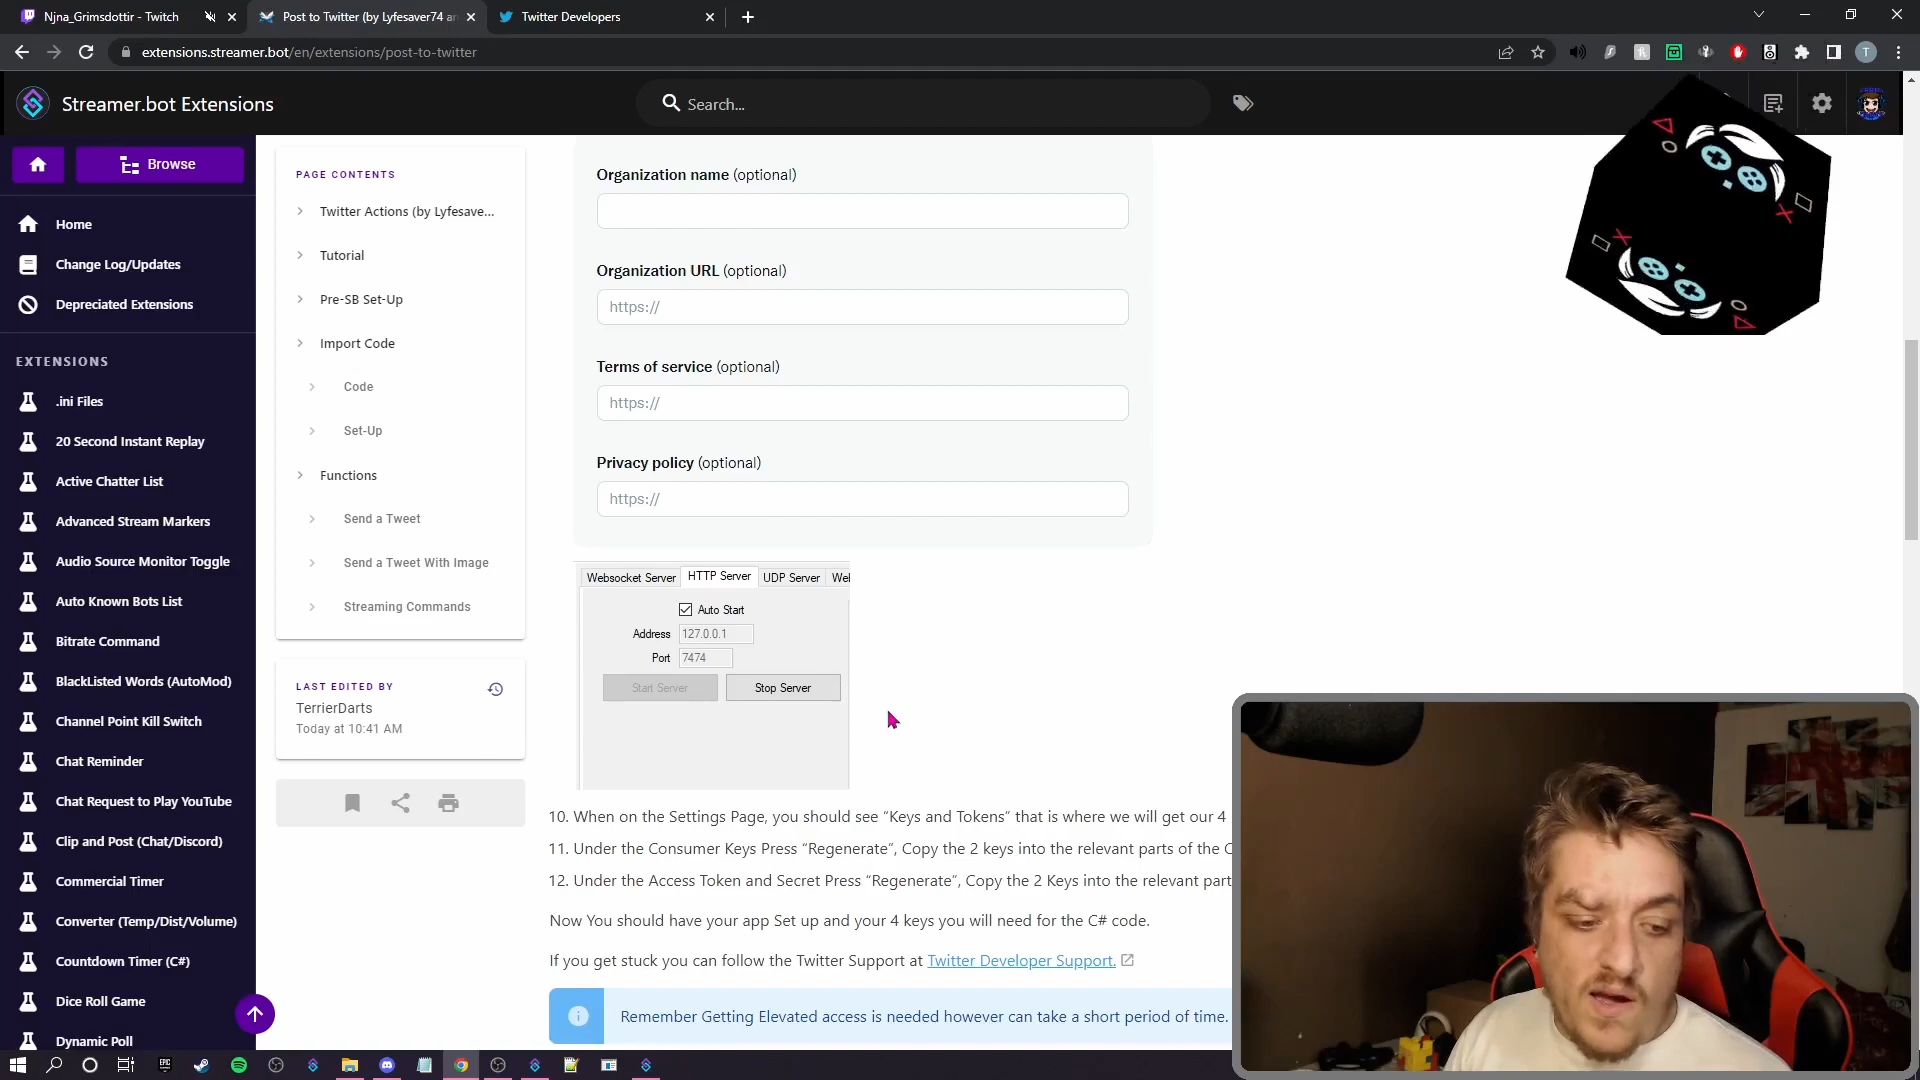 Njna_Grimsdottir - Twitch
Post to Twitter (by Lyfesaver74 an
Twitter Developers
extensions.streamer.bot/en/extensions/post-to-twitter
T
Streamer.bot Extensions
Search...
Browse
Home
Change Log/Updates
Depreciated Extensions
EXTENSIONS
.ini Files
20 Second Instant Replay
Active Chatter List
Advanced Stream Markers
Audio Source Monitor Toggle
Auto Known Bots List
Bitrate Command
BlackListed Words (AutoMod)
Channel Point Kill Switch
Chat Reminder
Chat Request to Play YouTube
Clip and Post (Chat/Discord)
Commercial Timer
Converter (Temp/Dist/Volume)
Countdown Timer (C#)
Dice Roll Game
Dynamic Poll
PAGE CONTENTS
Twitter Actions (by Lyfesave...
Tutorial
Pre-SB Set-Up
Import Code
Code
Set-Up
Functions
Send a Tweet
Send a Tweet With Image
Streaming Commands
LAST EDITED BY
TerrierDarts
Today at 10:41 AM
Organization name (optional)
Organization URL (optional)
https://
Terms of service (optional)
https://
Privacy policy (optional)
https://
Websocket Server HTTP Server UDP Server Wel
Auto Start
Address 127.0.0.1
Port 7474
Start Server Stop Server
10. When on the Settings Page, you should see “Keys and Tokens” that is where we will get our 4
11. Under the Consumer Keys Press “Regenerate”, Copy the 2 keys into the relevant parts of the C
12. Under the Access Token and Secret Press “Regenerate”, Copy the 2 Keys into the relevant part
Now You should have your app Set up and your 4 keys you will need for the C# code.
If you get stuck you can follow the Twitter Support at Twitter Developer Support.
Remember Getting Elevated access is needed however can take a short period of time.